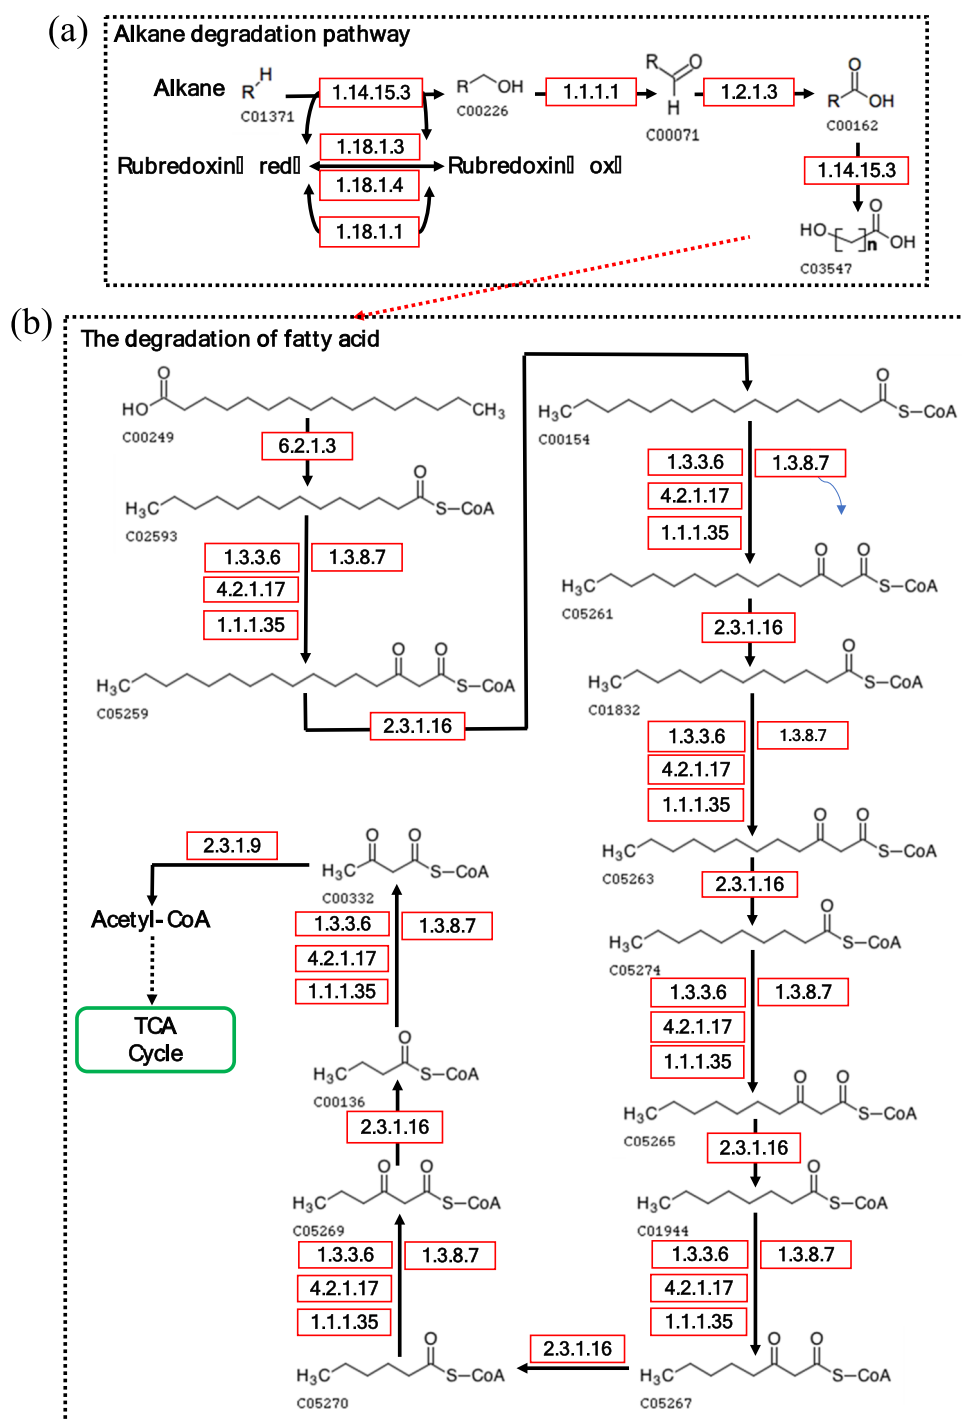 (a)
Alkane degradation pathway
Alkane
R H
C01371
1.14.15.3
R OH
C00226
1.1.1.1
R O
H
C00071
1.2.1.3
O
R OH
C00162
1.18.1.3
Rubredoxin red
Rubredoxin ox
1.18.1.4
1.18.1.1
1.14.15.3
O
HO n OH
C03547
(b)
The degradation of fatty acid
O
HO CH3
C00249
6.2.1.3
O
H3C S-CoA
C02593
1.3.3.6 1.3.8.7
4.2.1.17
1.1.1.35
O O
H3C S-CoA
C05259
2.3.1.16
O
H3C S-CoA
C00154
1.3.3.6 1.3.8.7
4.2.1.17
1.1.1.35
O O
H3C S-CoA
C05261
2.3.1.16
O
H3C S-CoA
C01832
1.3.3.6 1.3.8.7
4.2.1.17
1.1.1.35
O O
H3C S-CoA
C05263
2.3.1.16
O
H3C S-CoA
C05274
1.3.3.6 1.3.8.7
4.2.1.17
1.1.1.35
O O
H3C S-CoA
C05265
2.3.1.16
O
H3C S-CoA
C01944
1.3.3.6 1.3.8.7
4.2.1.17
1.1.1.35
O O
H3C S-CoA
C05267
2.3.1.16
O
H3C S-CoA
C05270
1.3.3.6 1.3.8.7
4.2.1.17
1.1.1.35
O O
H3C S-CoA
C05269
2.3.1.16
O
H3C S-CoA
C00136
1.3.3.6 1.3.8.7
4.2.1.17
1.1.1.35
O O
H3C S-CoA
C00332
2.3.1.9
Acetyl-CoA
TCA
Cycle